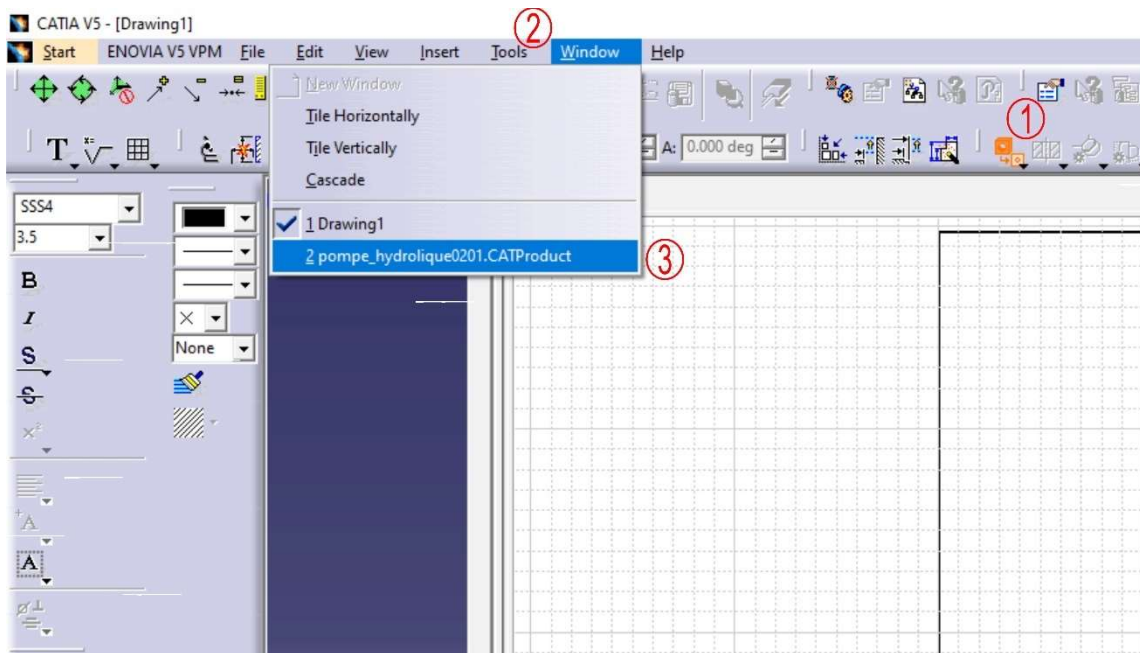 CATIA V5 - [Drawing1]
②
Start ENOVIA V5 VPM File Edit View Insert Tools Window Help
New Window
Tile Horizontally
Tile Vertically
Cascade
1 Drawing1
2 pompe_hydrolique0201.CATProduct
③
①
T
A: 0.000 deg
SSS4
3.5
B
I
S
S
x²
None
A
A